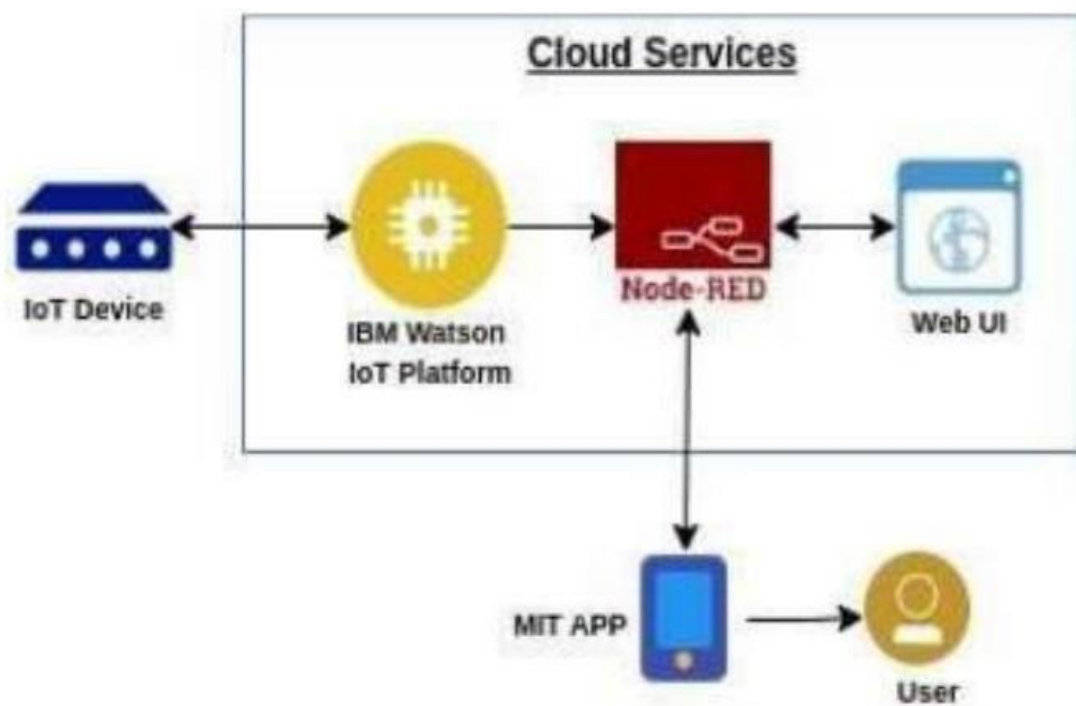 Cloud Services
IoT Device
IBM Watson
IoT Platform
Node-RED
Web UI
MIT APP
User